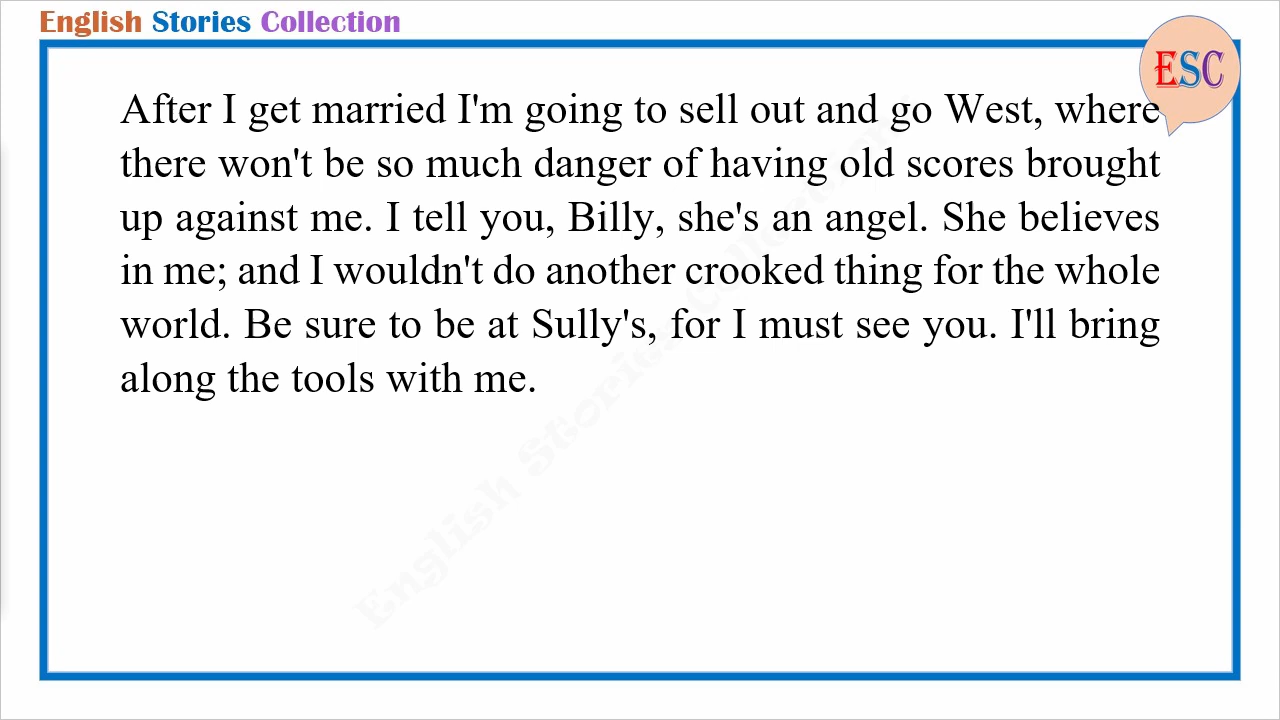 English Stories Collection
ESC
After I get married I'm going to sell out and go West, where
there won't be so much danger of having old scores brought
up against me. I tell you, Billy, she's an angel. She believes
in me; and I wouldn't do another crooked thing for the whole
world. Be sure to be at Sully's, for I must see you. I'll bring
along the tools with me.
English Stories Collection